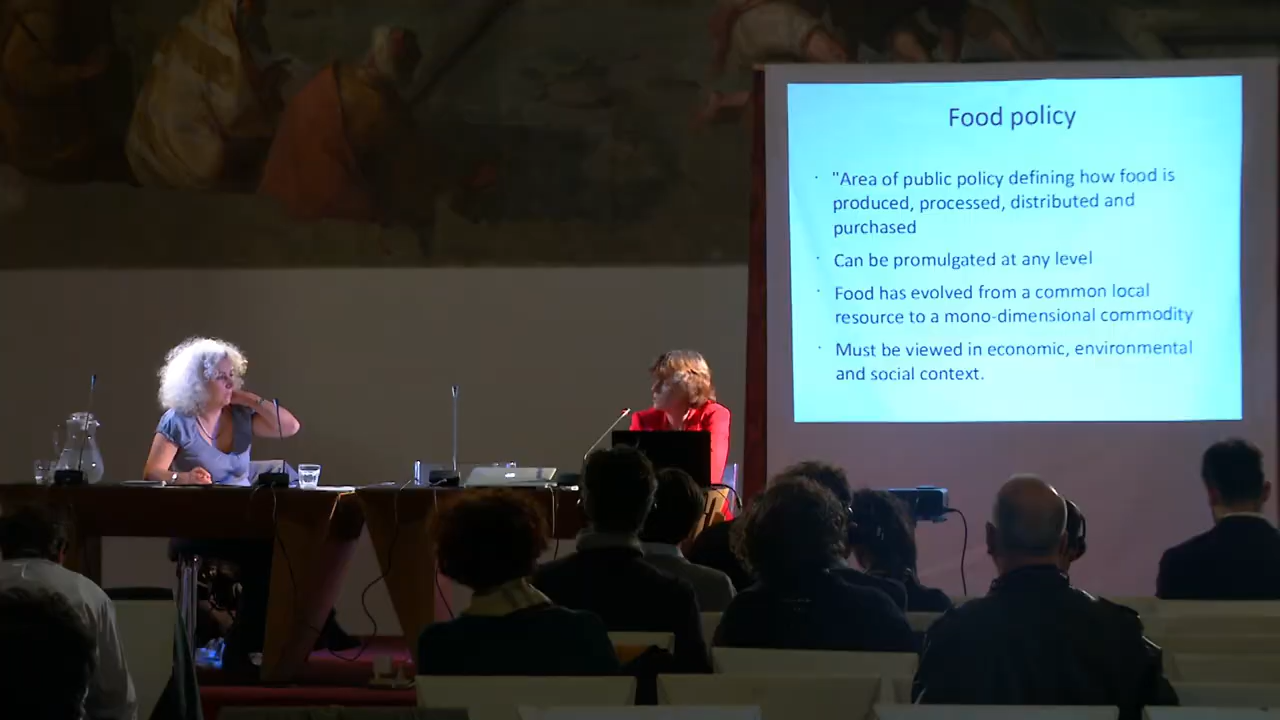 Food policy
· "Area of public policy defining how food is
produced, processed, distributed and
purchased
· Can be promulgated at any level
· Food has evolved from a common local
resource to a mono-dimensional commodity
· Must be viewed in economic, environmental
and social context.